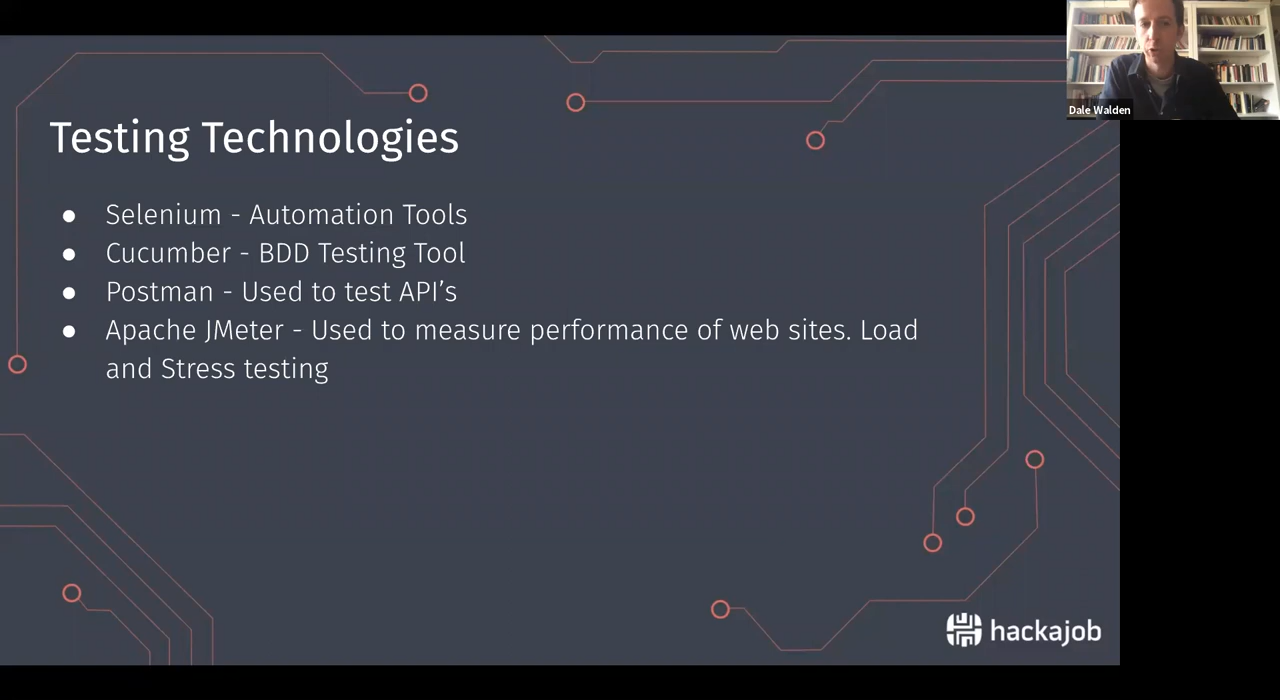 Dale Walden
Testing Technologies
● Selenium - Automation Tools
● Cucumber - BDD Testing Tool
● Postman - Used to test API’s
● Apache JMeter - Used to measure performance of web sites. Load
and Stress testing
hackajob